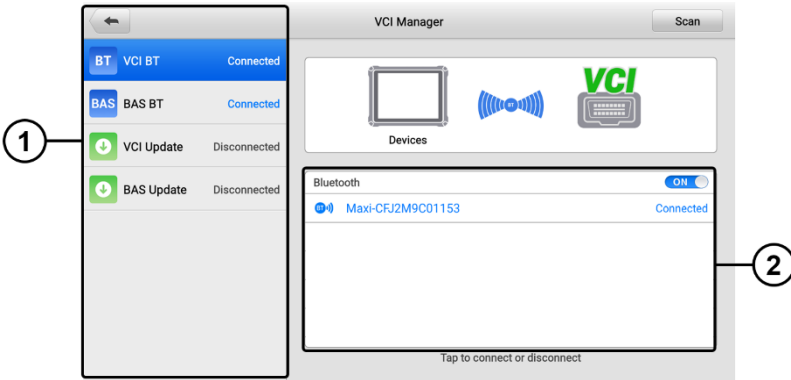 VCI Manager
Scan
BT VCI BT Connected
BAS BAS BT Connected
VCI Update Disconnected
BAS Update Disconnected
1
BT
VCI
Devices
Bluetooth ON
BT Maxi-CFJ2M9C01153 Connected
2
Tap to connect or disconnect